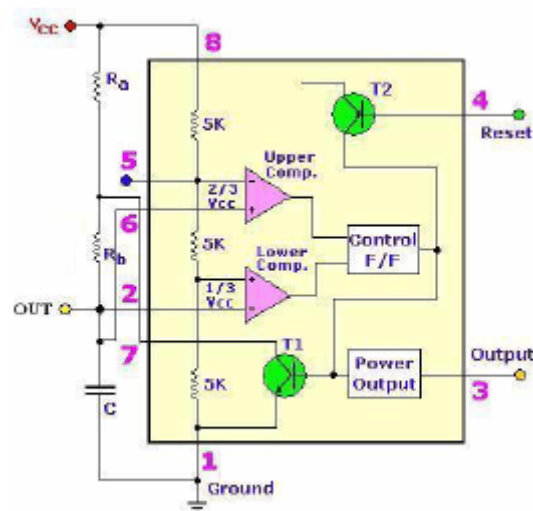 Vcc
8
Ra
T2
4
Reset
5K
5
Upper
Comp.
2/3
Vcc
6
Rb
5K
Lower
Comp.
Control
F/F
2
OUT
1/3
Vcc
7
T1
Output
C
5K
Power
Output
3
1
Ground